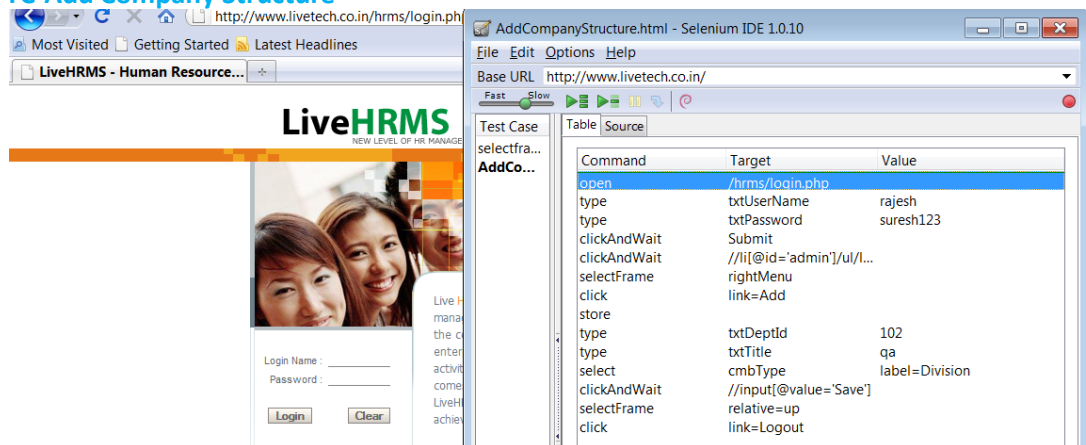 TC-Add Company Structure
http://www.livetech.co.in/hrms/login.ph
Most Visited Getting Started Latest Headlines
LiveHRMS - Human Resource...
LiveHRMS
NEW LEVEL OF HR MANAGE
Live H
mana
the c
enter
activit
come
LiveH
achiev
Login Name :
Password :
Login Clear
AddCompanyStructure.html - Selenium IDE 1.0.10
File Edit Options Help
Base URL http://www.livetech.co.in/
Fast Slow
Test Case
selectfra...
AddCo...
Table Source
Command Target Value
open /hrms/login.php
type txtUserName rajesh
type txtPassword suresh123
clickAndWait Submit
clickAndWait //li[@id='admin']/ul/l...
selectFrame rightMenu
click link=Add
store
type txtDeptId 102
type txtTitle qa
select cmbType label=Division
clickAndWait //input[@value='Save']
selectFrame relative=up
click link=Logout